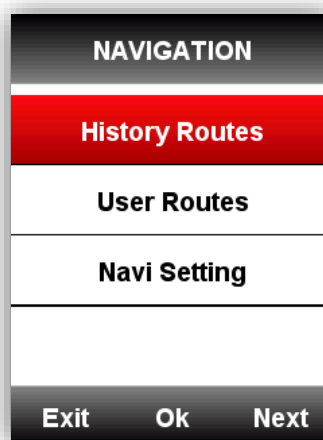 NAVIGATION
History Routes
User Routes
Navi Setting
Exit Ok Next